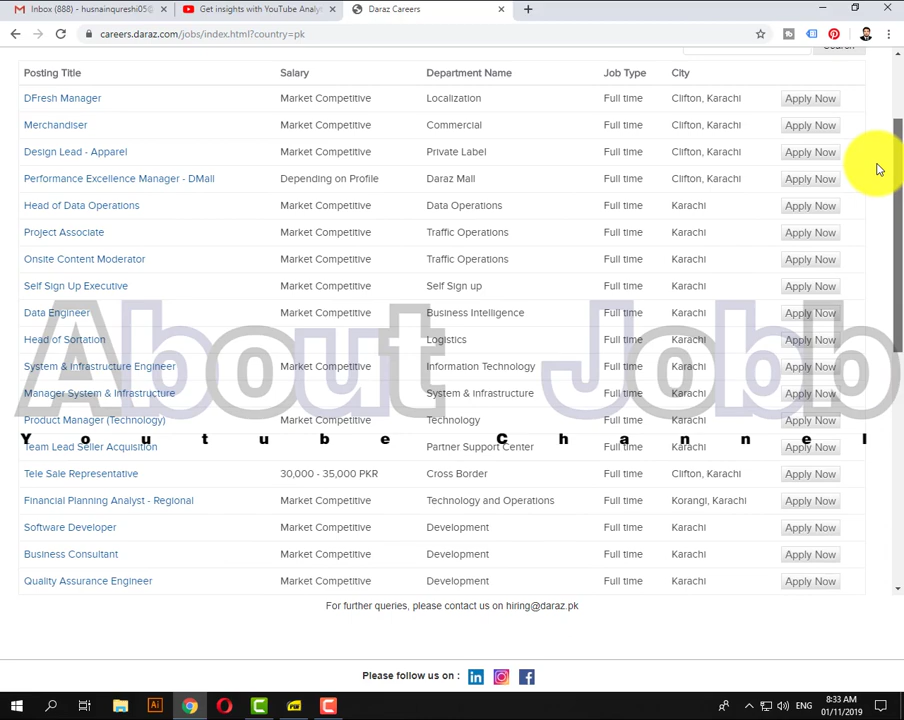 Inbox (888) - husnainqureshi05@
Get insights with YouTube Analy
Daraz Careers
careers.daraz.com/jobs/index.html?country=pk
Search
Posting Title Salary Department Name Job Type City
DFresh Manager Market Competitive Localization Full time Clifton, Karachi Apply Now
Merchandiser Market Competitive Commercial Full time Clifton, Karachi Apply Now
Design Lead - Apparel Market Competitive Private Label Full time Clifton, Karachi Apply Now
Performance Excellence Manager - DMall Depending on Profile Daraz Mall Full time Clifton, Karachi Apply Now
Head of Data Operations Market Competitive Data Operations Full time Karachi Apply Now
Project Associate Market Competitive Traffic Operations Full time Karachi Apply Now
Onsite Content Moderator Market Competitive Traffic Operations Full time Karachi Apply Now
Self Sign Up Executive Market Competitive Self Sign up Full time Karachi Apply Now
Data Engineer Market Competitive Business Intelligence Full time Karachi Apply Now
Head of Sortation Logistics Full time Karachi Apply Now
System & Infrastructure Engineer Market Competitive Information Technology Full time Karachi Apply Now
About Jobb
Manager System & Infrastructure Market Competitive System & Infrastructure Full time Karachi Apply Now
Product Manager (Technology) Market Competitive Technology Full time Karachi Apply Now
Youtube Channel
Team Lead Seller Acquisition Partner Support Center Full time Karachi Apply Now
Tele Sale Representative 30,000 - 35,000 PKR Cross Border Full time Clifton, Karachi Apply Now
Financial Planning Analyst - Regional Market Competitive Technology and Operations Full time Korangi, Karachi Apply Now
Software Developer Market Competitive Development Full time Karachi Apply Now
Business Consultant Market Competitive Development Full time Karachi Apply Now
Quality Assurance Engineer Market Competitive Development Full time Karachi Apply Now
For further queries, please contact us on hiring@daraz.pk
Please follow us on :
ENG
8:33 AM
01/11/2019